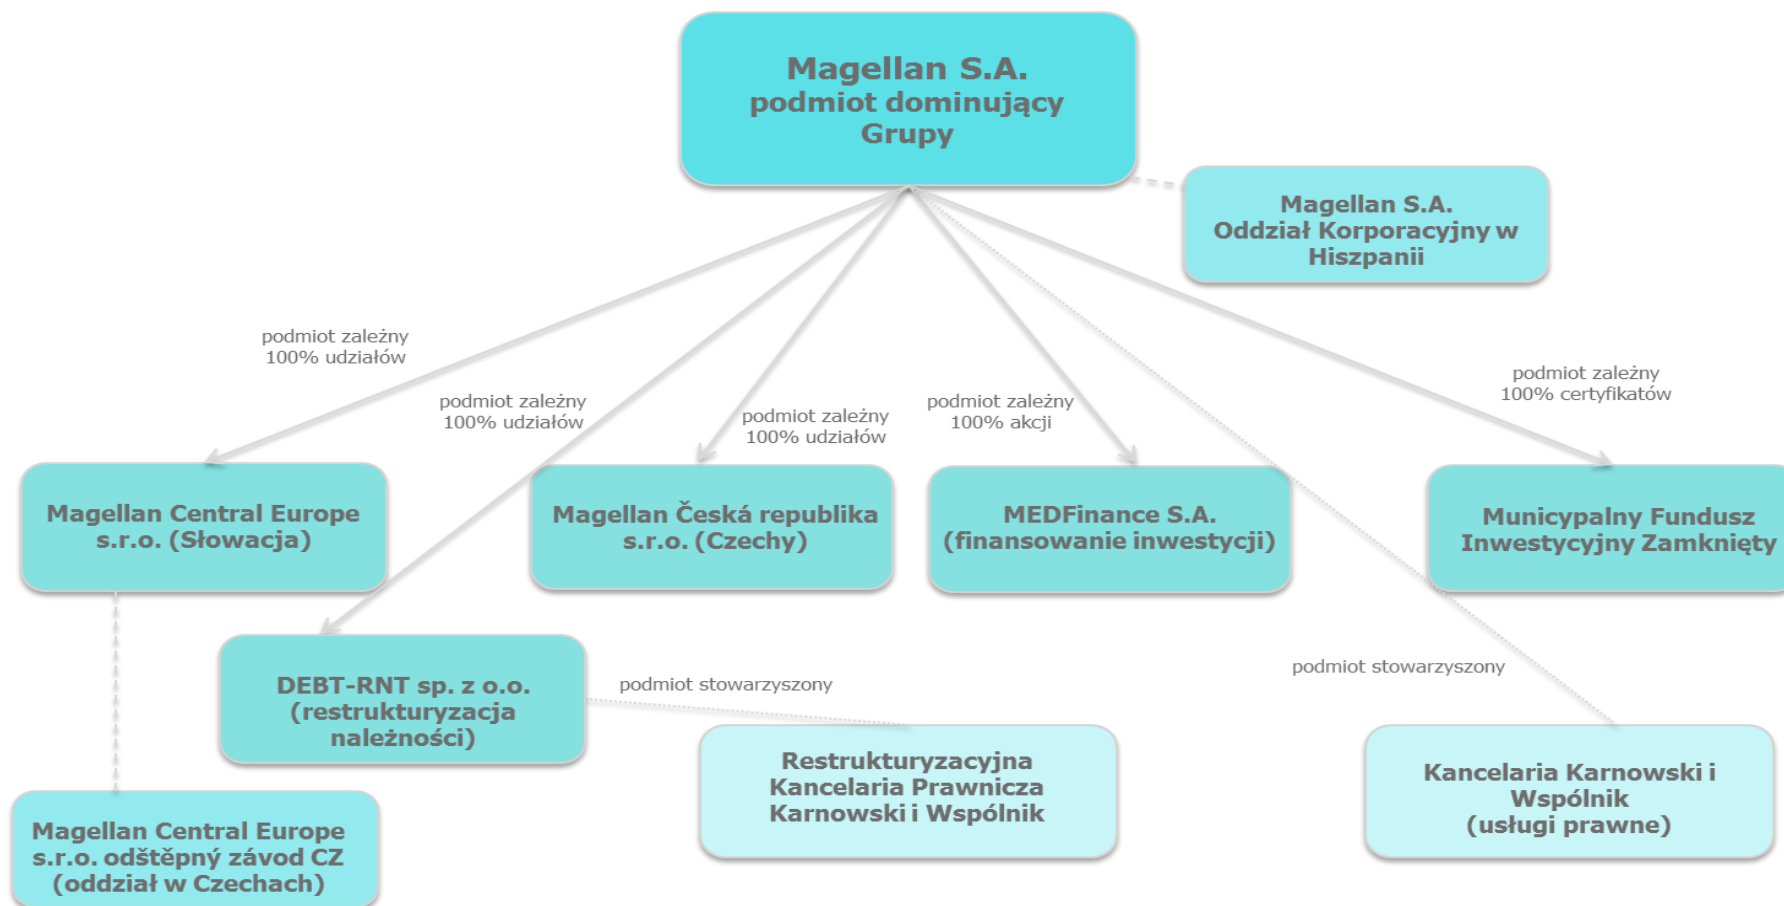 Magellan S.A.
podmiot dominujący
Grupy
Magellan S.A.
Oddział Korporacyjny w
Hiszpanii
podmiot zależny
100% udziałów
podmiot zależny
100% udziałów
podmiot zależny
100% udziałów
podmiot zależny
100% akcji
podmiot zależny
100% certyfikatów
Magellan Central Europe
s.r.o. (Słowacja)
Magellan Česká republika
s.r.o. (Czechy)
MEDFinance S.A.
(finansowanie inwestycji)
Municypalny Fundusz
Inwestycyjny Zamknięty
DEBT-RNT sp. z o.o.
(restrukturyzacja
należności)
podmiot stowarzyszony
podmiot stowarzyszony
Restrukturyzacyjna
Kancelaria Prawnicza
Karnowski i Wspólnik
Kancelaria Karnowski i
Wspólnik
(usługi prawne)
Magellan Central Europe
s.r.o. odštěpný závod CZ
(oddział w Czechach)